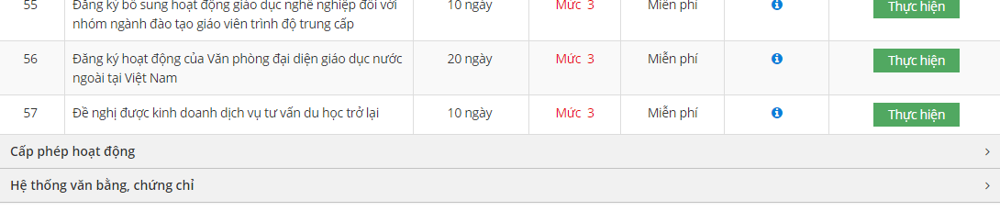 55 Đăng ký bổ sung hoạt động giáo dục nghề nghiệp đối với 10 ngày Mức 3 Miễn phí Thực hiện
nhóm ngành đào tạo giáo viên trình độ trung cấp
56 Đăng ký hoạt động của Văn phòng đại diện giáo dục nước 20 ngày Mức 3 Miễn phí Thực hiện
ngoài tại Việt Nam
57 Đề nghị được kinh doanh dịch vụ tư vấn du học trở lại 10 ngày Mức 3 Miễn phí Thực hiện
Cấp phép hoạt động
Hệ thống văn bằng, chứng chỉ